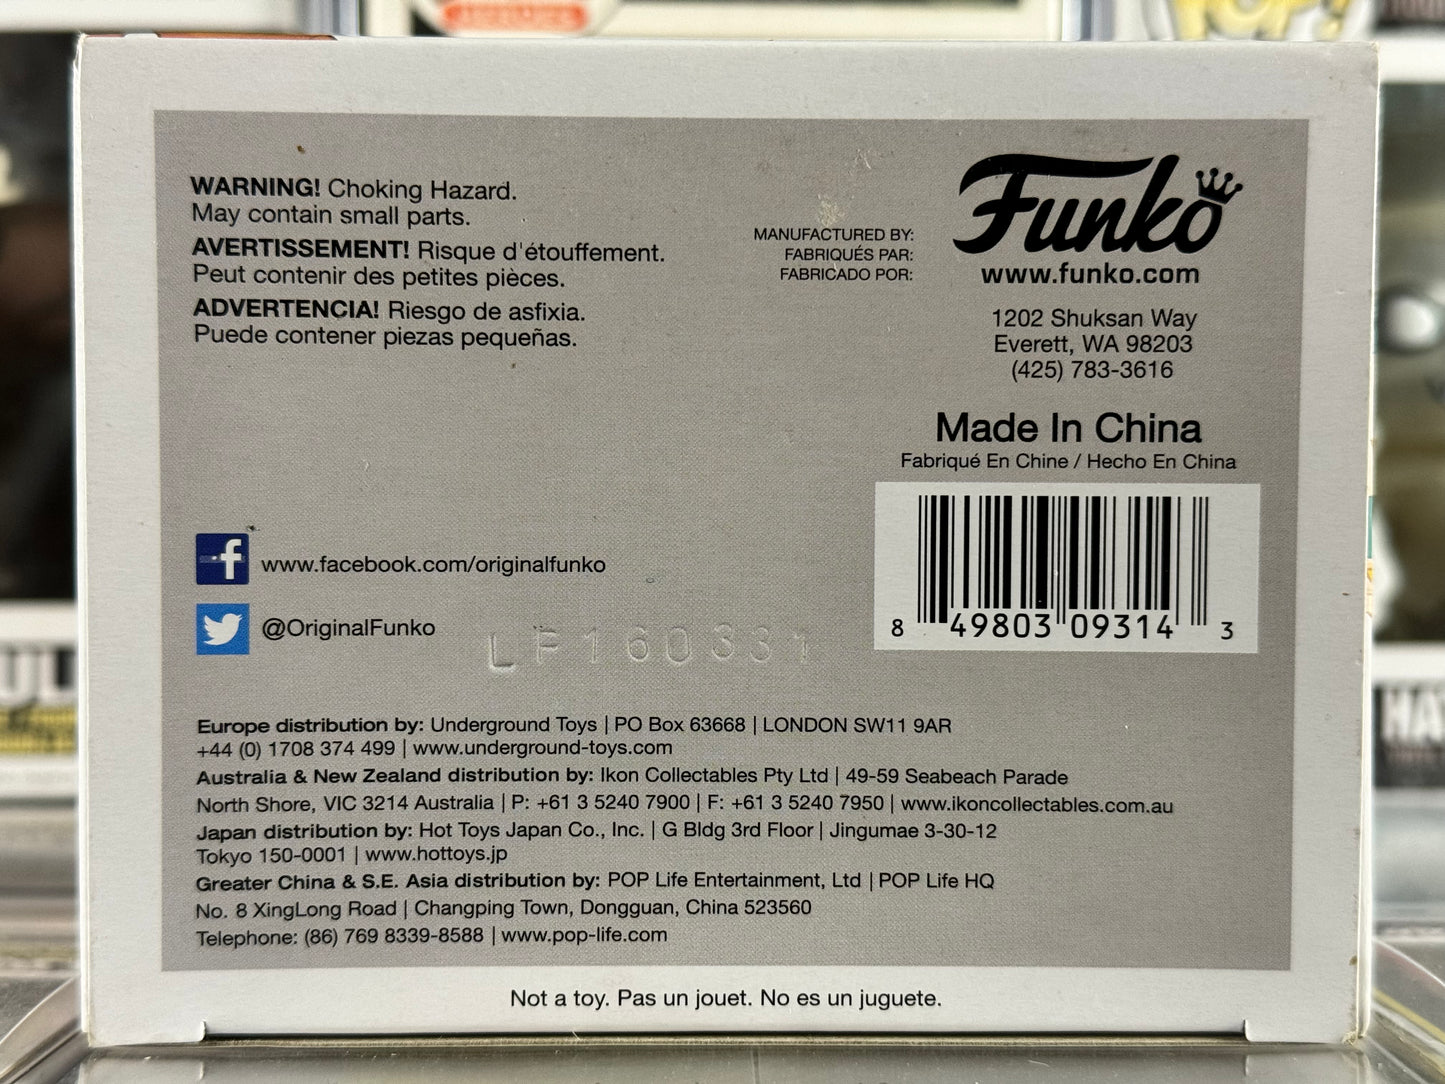 WARNING! Choking Hazard.
May contain small parts.
AVERTISSEMENT! Risque d'étouffement.
Peut contenir des petites pièces.
ADVERTENCIA! Riesgo de asfixia.
Puede contener piezas pequeñas.
MANUFACTURED BY:
FABRIQUÉS PAR:
FABRICADO POR:
Funko
www.funko.com
1202 Shuksan Way
Everett, WA 98203
(425) 783-3616
Made In China
Fabriqué En Chine / Hecho En China
8 49803 09314 3
www.facebook.com/originalfunko
@OriginalFunko
LF160331
Europe distribution by: Underground Toys | PO Box 63668 | LONDON SW11 9AR
+44 (0) 1708 374 499 | www.underground-toys.com
Australia & New Zealand distribution by: Ikon Collectables Pty Ltd | 49-59 Seabeach Parade
North Shore, VIC 3214 Australia | P: +61 3 5240 7900 | F: +61 3 5240 7950 | www.ikoncollectables.com.au
Japan distribution by: Hot Toys Japan Co., Inc. | G Bldg 3rd Floor | Jingumae 3-30-12
Tokyo 150-0001 | www.hottoys.jp
Greater China & S.E. Asia distribution by: POP Life Entertainment, Ltd | POP Life HQ
No. 8 XingLong Road | Changping Town, Dongguan, China 523560
Telephone: (86) 769 8339-8588 | www.pop-life.com
Not a toy. Pas un jouet. No es un juguete.